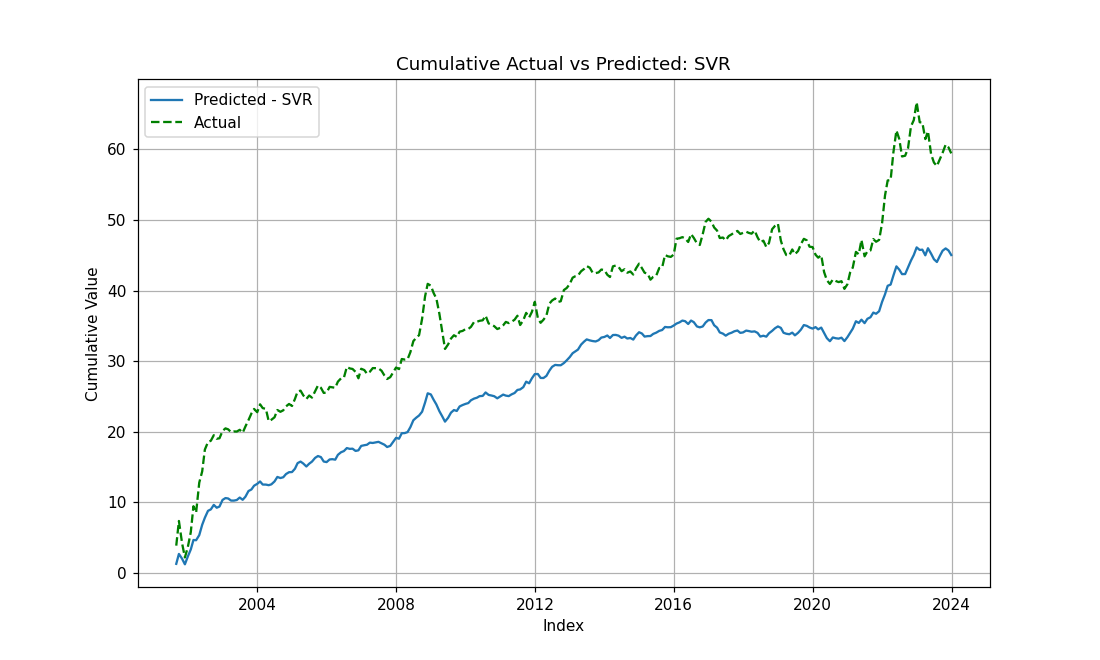 Cumulative Actual vs Predicted: SVR
Predicted - SVR
Actual
Cumulative Value
60
50
40
30
20
10
0
2004
2008
2012
2016
2020
2024
Index